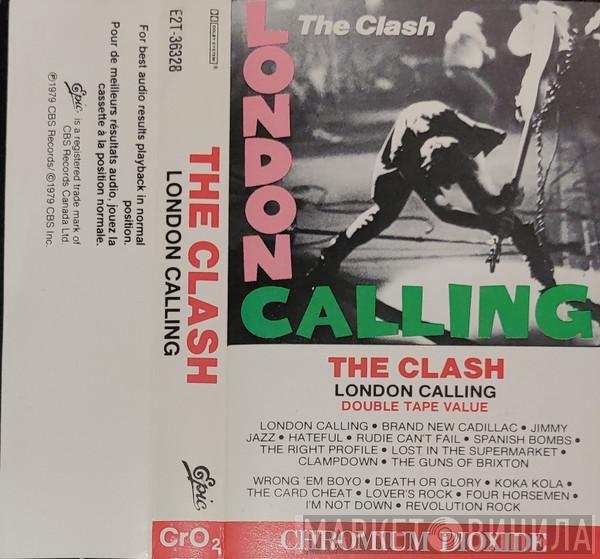 For best audio results playback in normal
position.
Pour de meilleurs résultats audio, jouez la
cassette à la position normale.
Epic is a registered trade mark of
CBS Records Canada Ltd.
℗1979 CBS Records/ ©1979 CBS Inc.
E2T-36328
DOLBY SYSTEM
THE CLASH
LONDON CALLING
Epic
CrO2
The Clash
LONDON
CALLING
THE CLASH
LONDON CALLING
DOUBLE TAPE VALUE
LONDON CALLING • BRAND NEW CADILLAC • JIMMY
JAZZ • HATEFUL • RUDIE CAN'T FAIL • SPANISH BOMBS •
THE RIGHT PROFILE • LOST IN THE SUPERMARKET •
CLAMPDOWN • THE GUNS OF BRIXTON
WRONG 'EM BOYO • DEATH OR GLORY • KOKA KOLA •
THE CARD CHEAT • LOVER'S ROCK • FOUR HORSEMEN •
I'M NOT DOWN • REVOLUTION ROCK
CHROMIUM DIOXIDE
МАРКЕТ ВИНИЛА